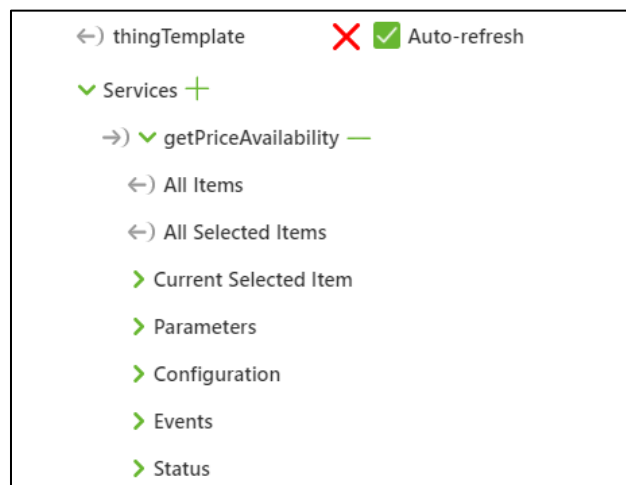 thingTemplate Auto-refresh
Services
getPriceAvailability
All Items
All Selected Items
Current Selected Item
Parameters
Configuration
Events
Status